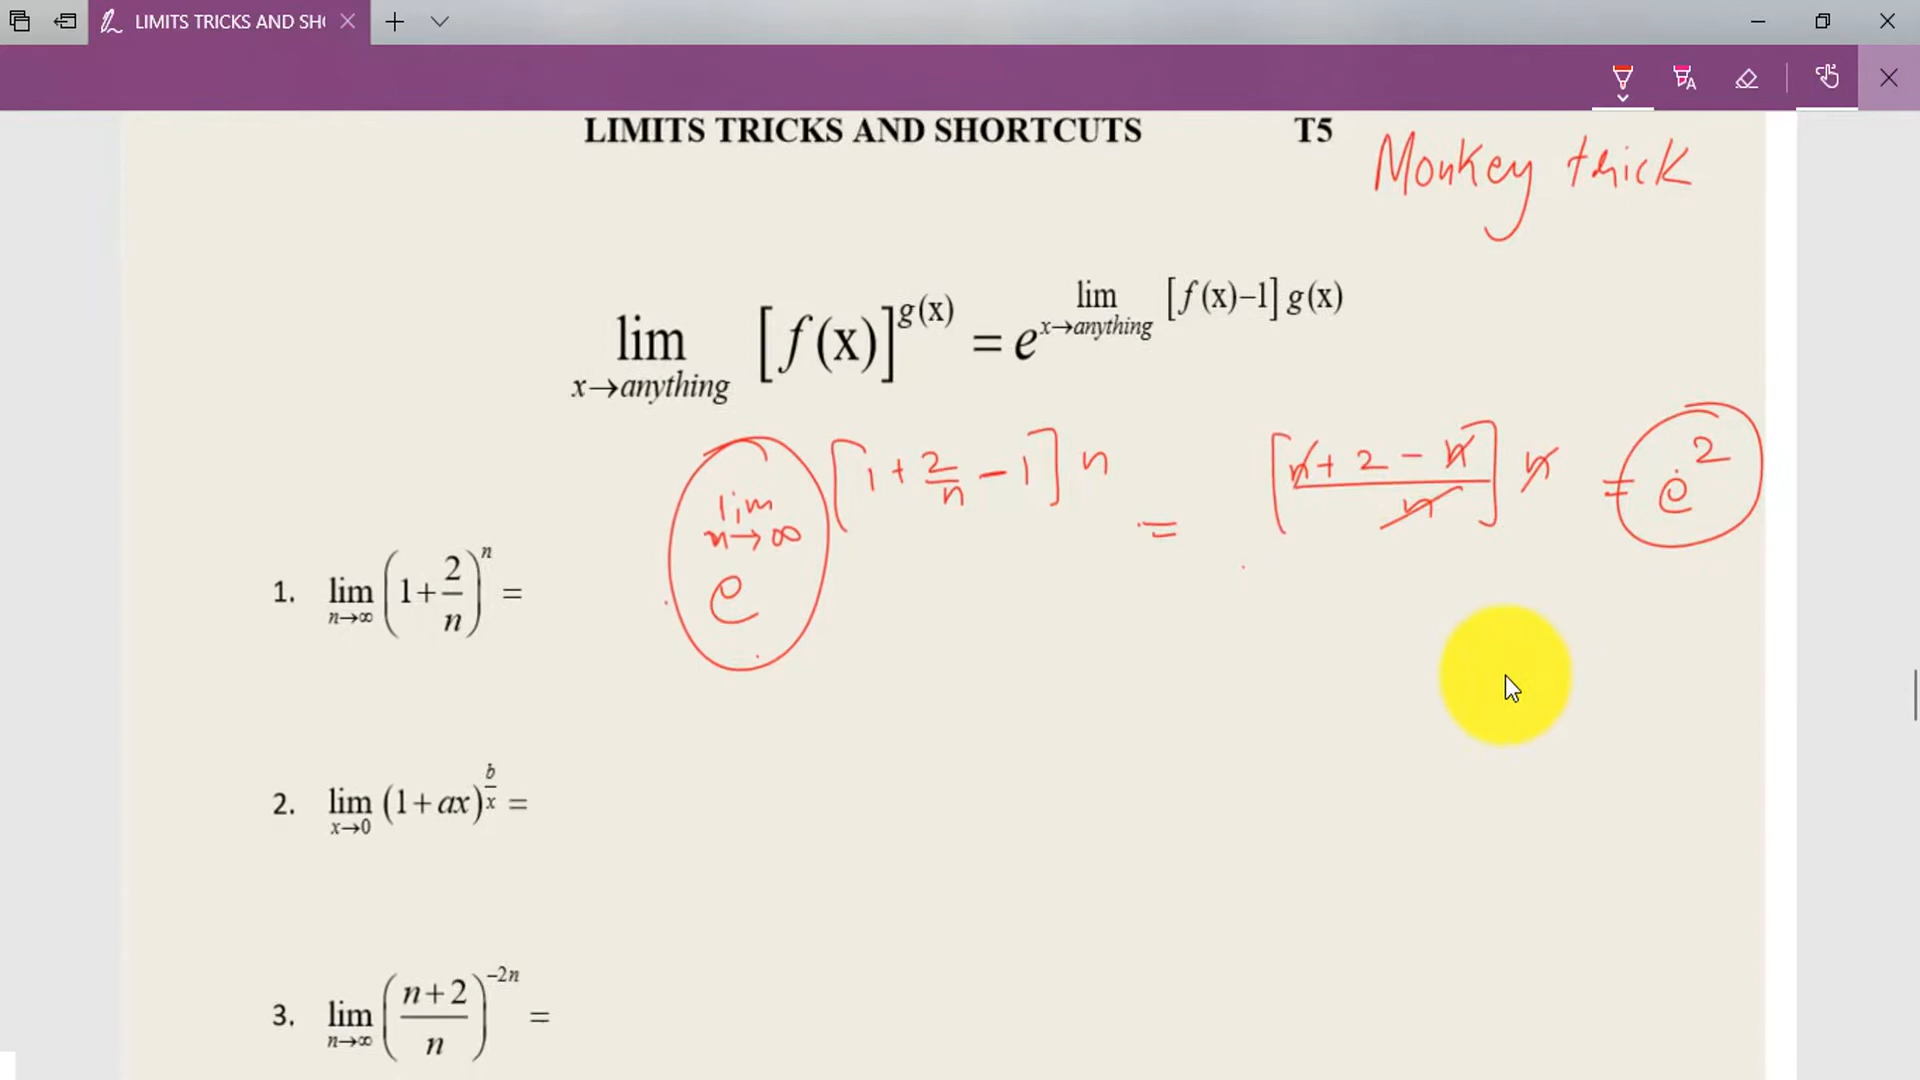 LIMITS TRICKS AND SH
LIMITS TRICKS AND SHORTCUTS T5
Monkey trick
lim x→anything [f(x)]^g(x) = e^lim x→anything [f(x)−1] g(x)
e^lim n→∞ [1 + 2/n − 1] n = [n + 2 − n / n] n = e^2
1. lim n→∞ (1+2/n)^n =
2. lim x→0 (1+ax)^b/x =
3. lim n→∞ (n+2/n)^−2n =